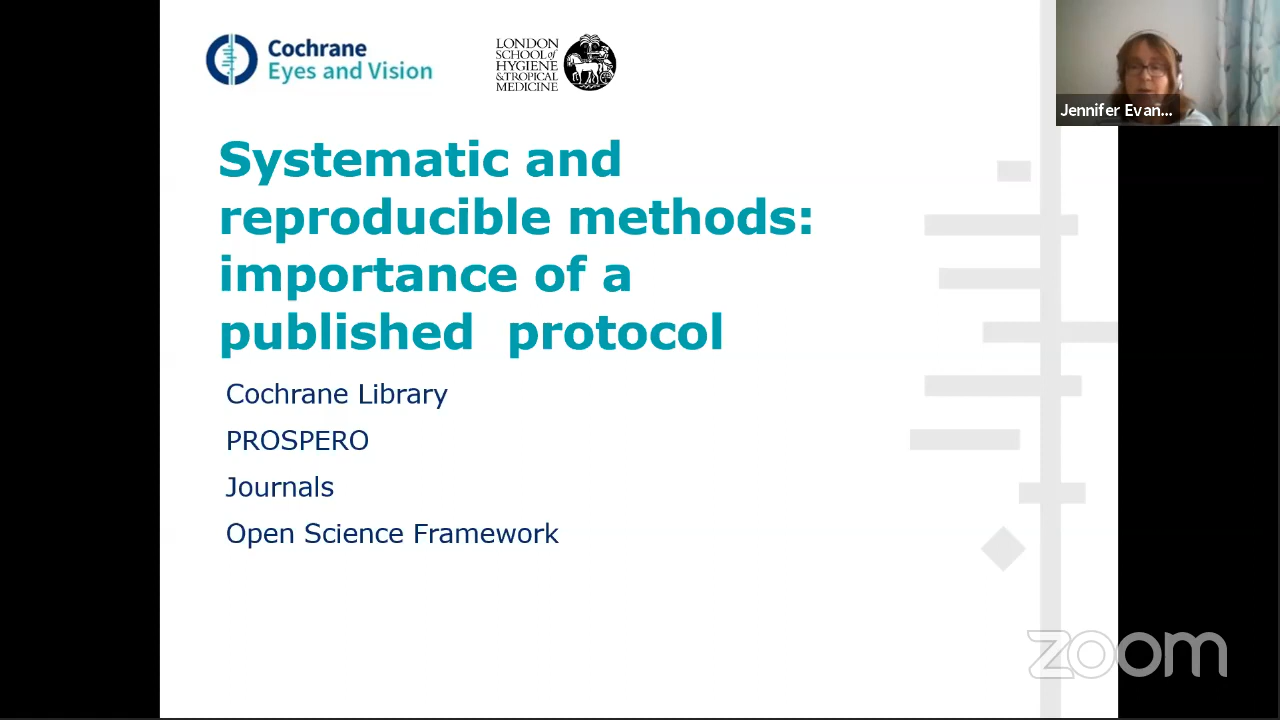 Cochrane
Eyes and Vision
LONDON
SCHOOL of
HYGIENE
& TROPICAL
MEDICINE
Jennifer Evan...
Systematic and
reproducible methods:
importance of a
published protocol
Cochrane Library
PROSPERO
Journals
Open Science Framework
zoom